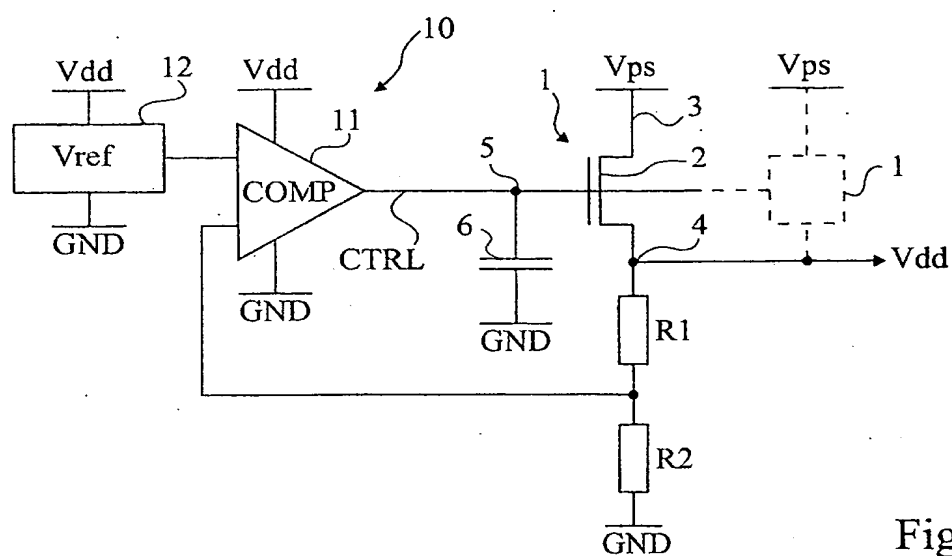 10
Vdd
12
Vdd
Vps
Vps
1
3
11
Vref
5
2
COMP
1
6
4
GND
CTRL
Vdd
GND
GND
R1
R2
GND
Fig